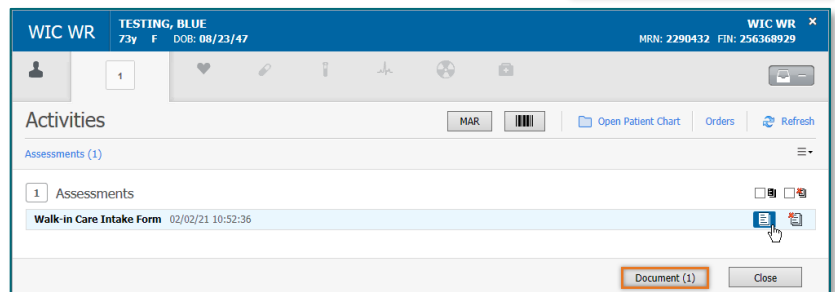 WIC WR TESTING, BLUE WIC WR ×
73y F DOB: 08/23/47 MRN: 2290432 FIN: 256368929
1
Activities MAR Open Patient Chart Orders Refresh
Assessments (1)
1 Assessments
Walk-in Care Intake Form 02/02/21 10:52:36
Document (1) Close